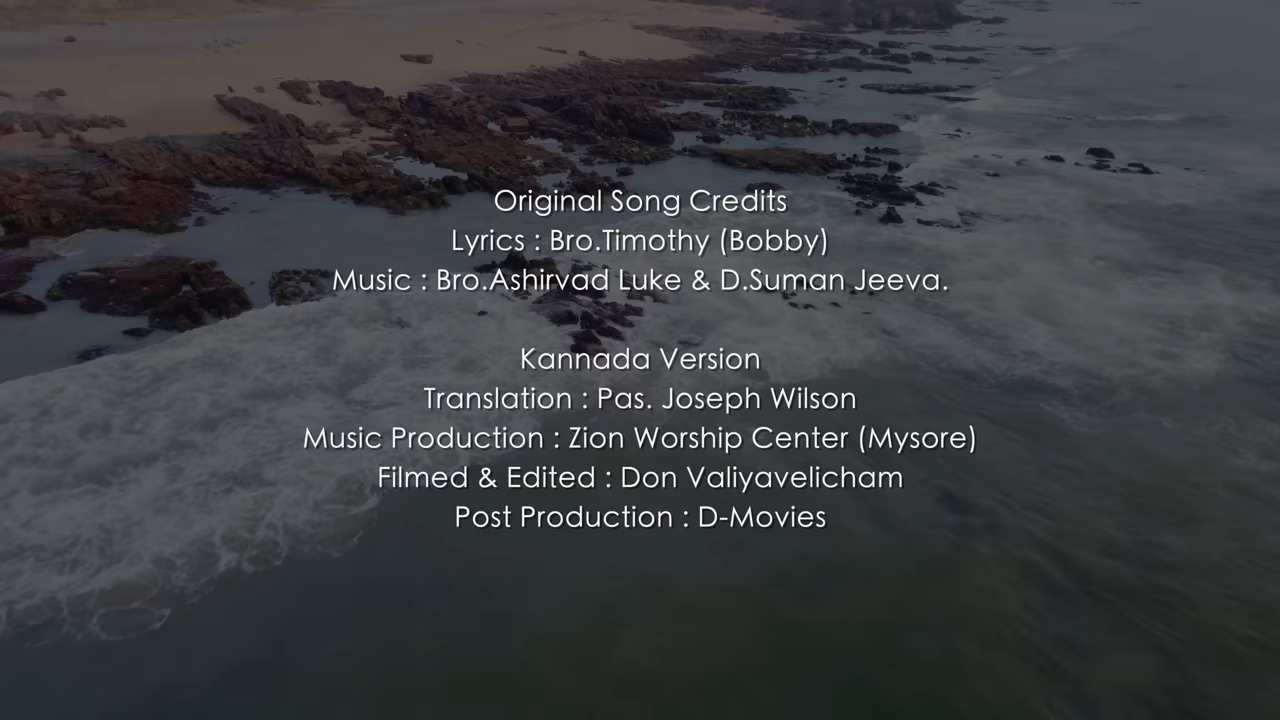 Original Song Credits
Lyrics : Bro.Timothy (Bobby)
Music : Bro.Ashirvad Luke & D.Suman Jeeva.
Kannada Version
Translation : Pas. Joseph Wilson
Music Production : Zion Worship Center (Mysore)
Filmed & Edited : Don Valiyavelicham
Post Production : D-Movies